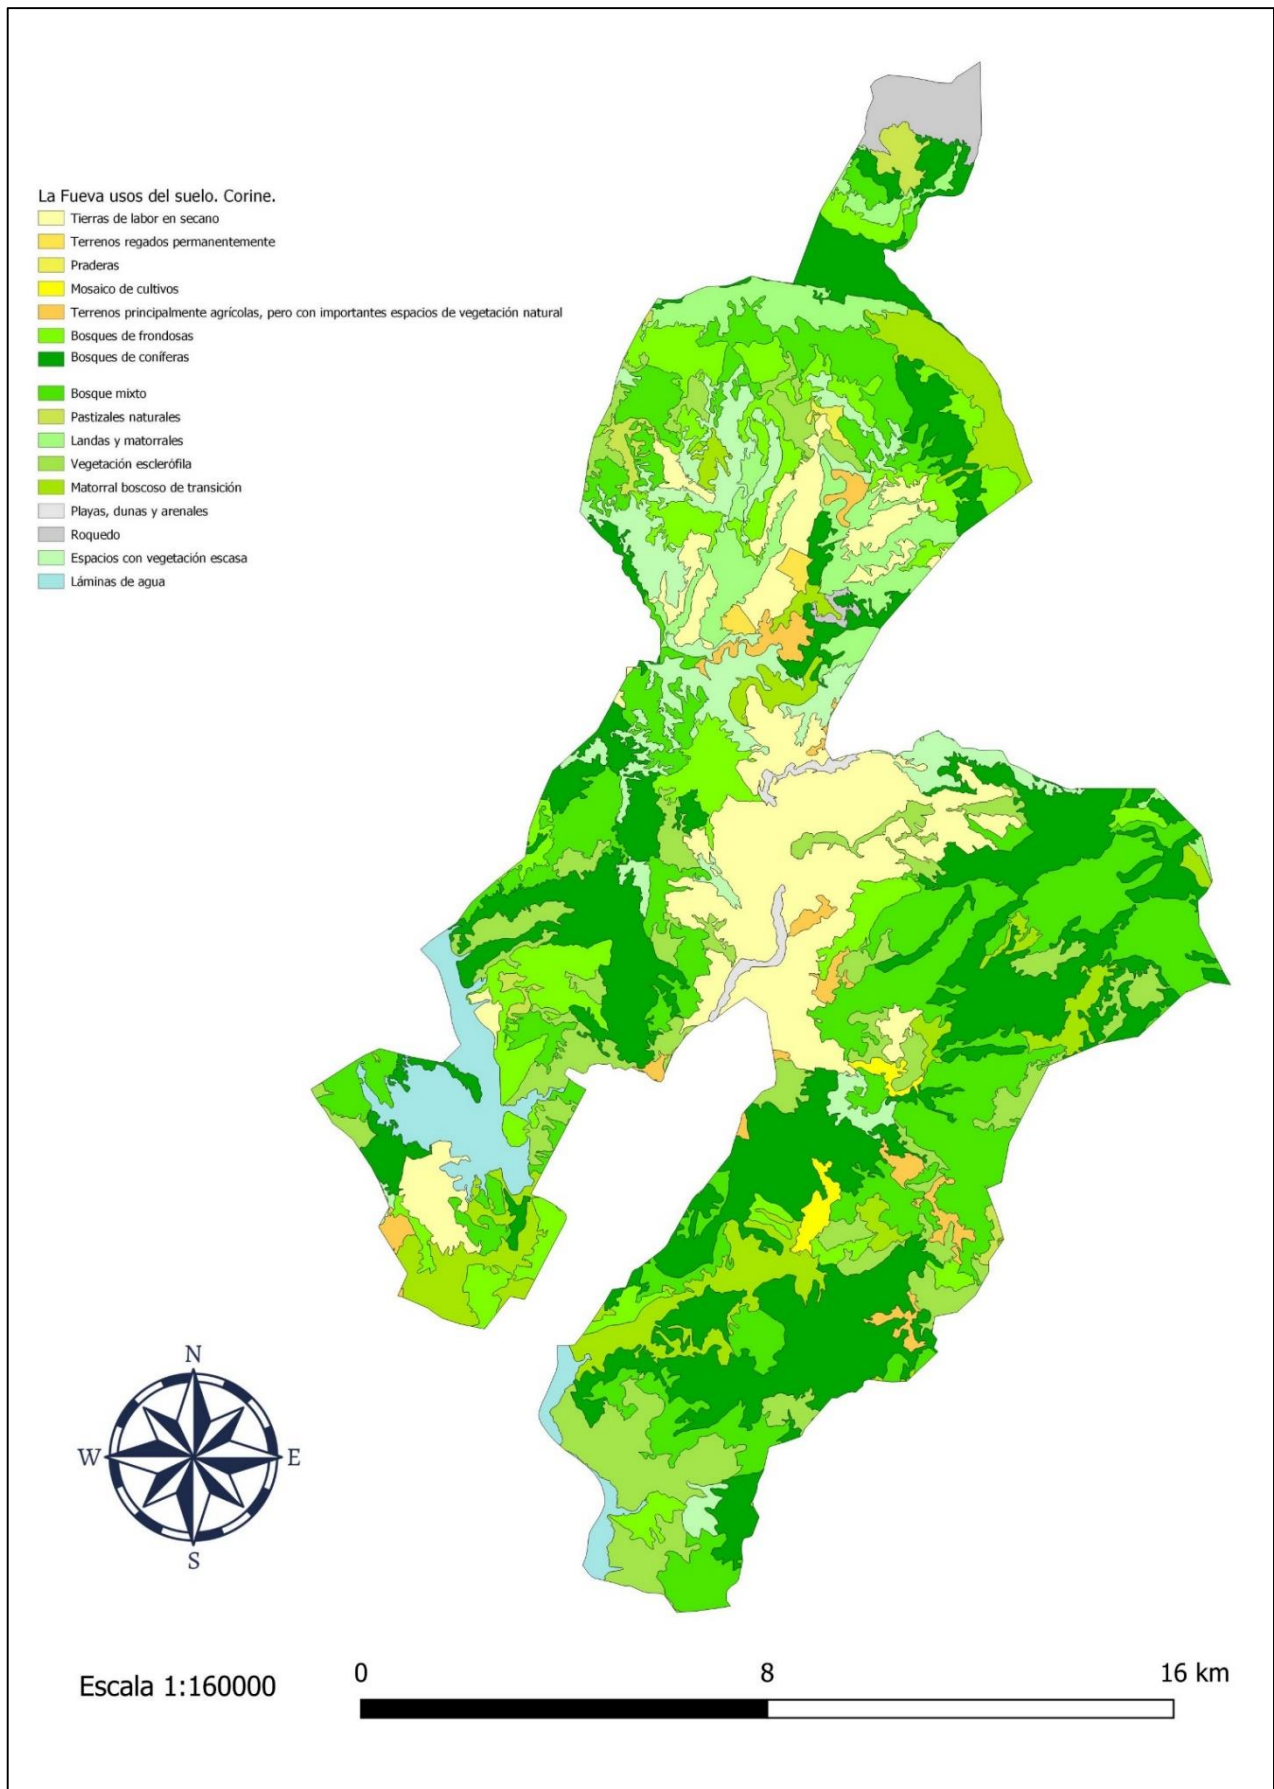 La Fueva usos del suelo. Corine.
Tierras de labor en secano
Terrenos regados permanentemente
Praderas
Mosaico de cultivos
Terrenos principalmente agrícolas, pero con importantes espacios de vegetación natural
Bosques de frondosas
Bosques de coníferas
Bosque mixto
Pastizales naturales
Landas y matorrales
Vegetación esclerófila
Matorral boscoso de transición
Playas, dunas y arenales
Roquedo
Espacios con vegetación escasa
Láminas de agua
N
W E
S
Escala 1:160000
0 8 16 km